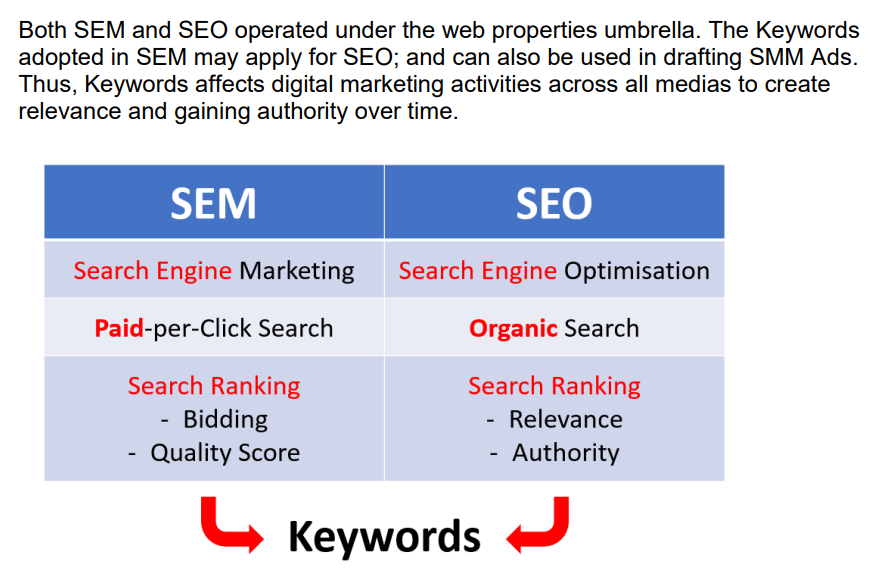 Both SEM and SEO operated under the web properties umbrella. The Keywords
adopted in SEM may apply for SEO; and can also be used in drafting SMM Ads.
Thus, Keywords affects digital marketing activities across all medias to create
relevance and gaining authority over time.
SEM SEO
Search Engine Marketing Search Engine Optimisation
Paid-per-Click Search Organic Search
Search Ranking Search Ranking
- Bidding - Relevance
- Quality Score - Authority
Keywords